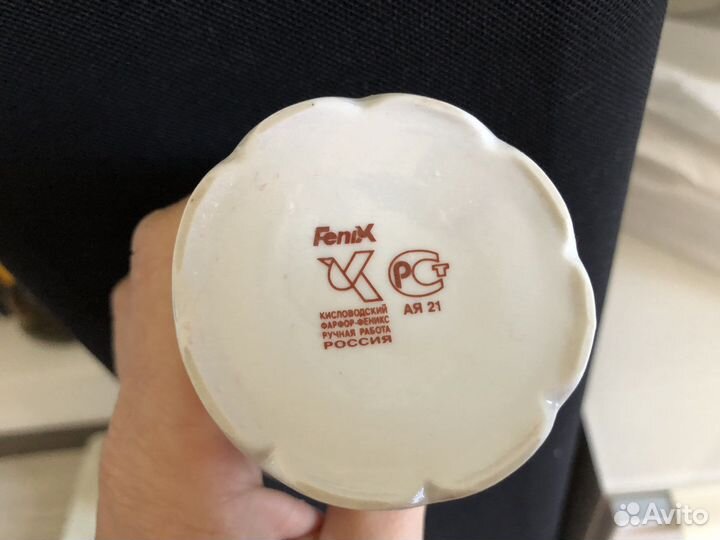 FeniX
РСТ
КИСЛОВОДСКИЙ
ФАРФОР-ФЕНИКС
РУЧНАЯ РАБОТА
РОССИЯ
АЯ 21
Avito